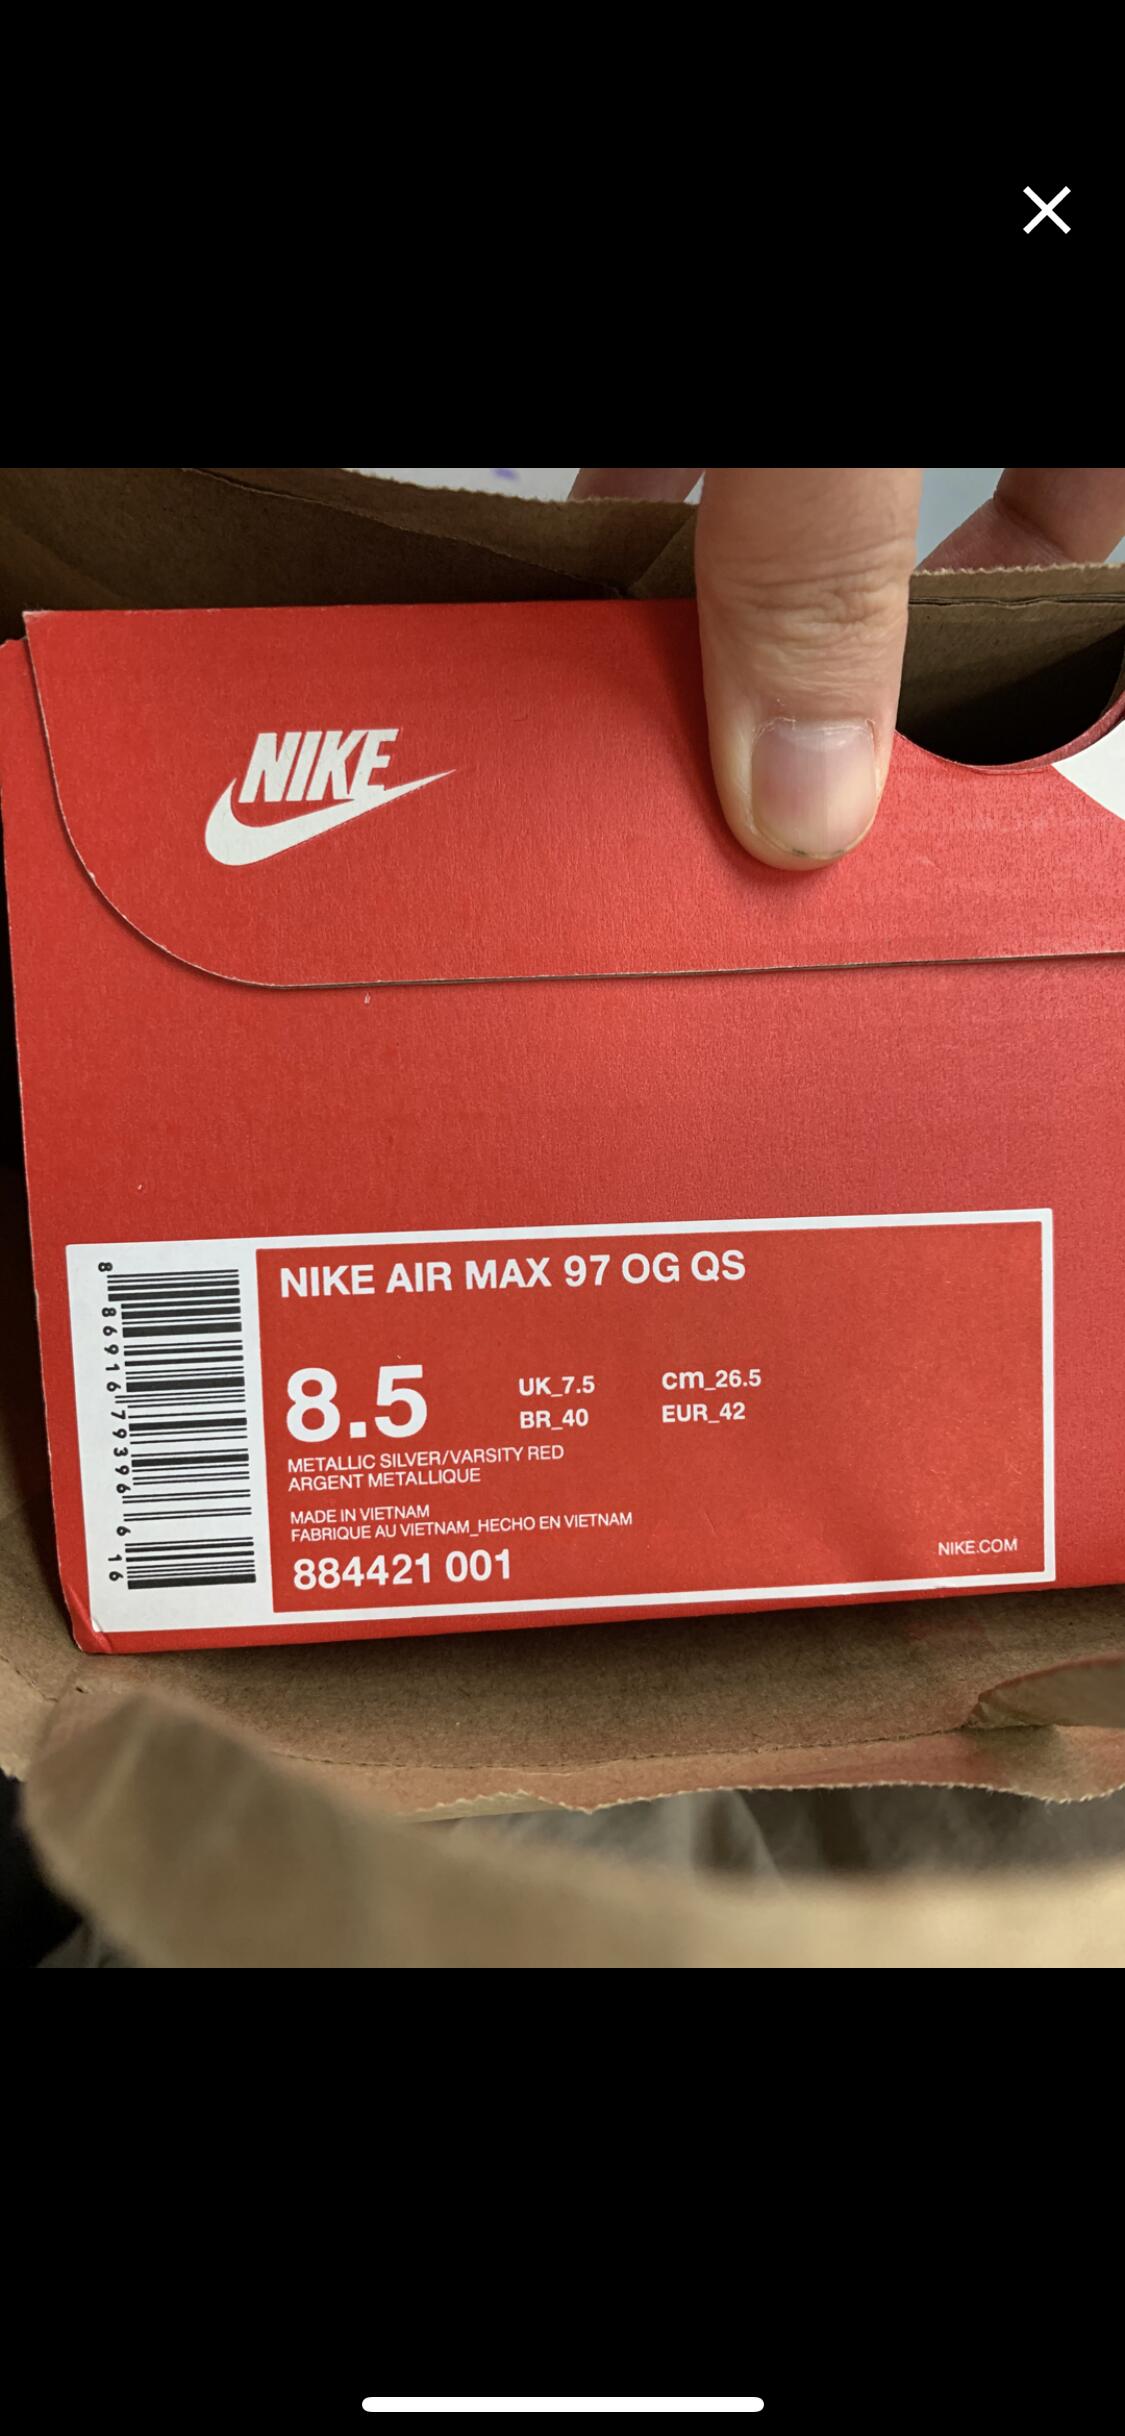 NIKE
NIKE AIR MAX 97 OG QS
8.5
UK_7.5
cm_26.5
BR_40
EUR_42
METALLIC SILVER/VARSITY RED
ARGENT METALLIQUE
MADE IN VIETNAM
FABRIQUE AU VIETNAM_HECHO EN VIETNAM
884421 001
NIKE.COM
8 86916 79396 6 16